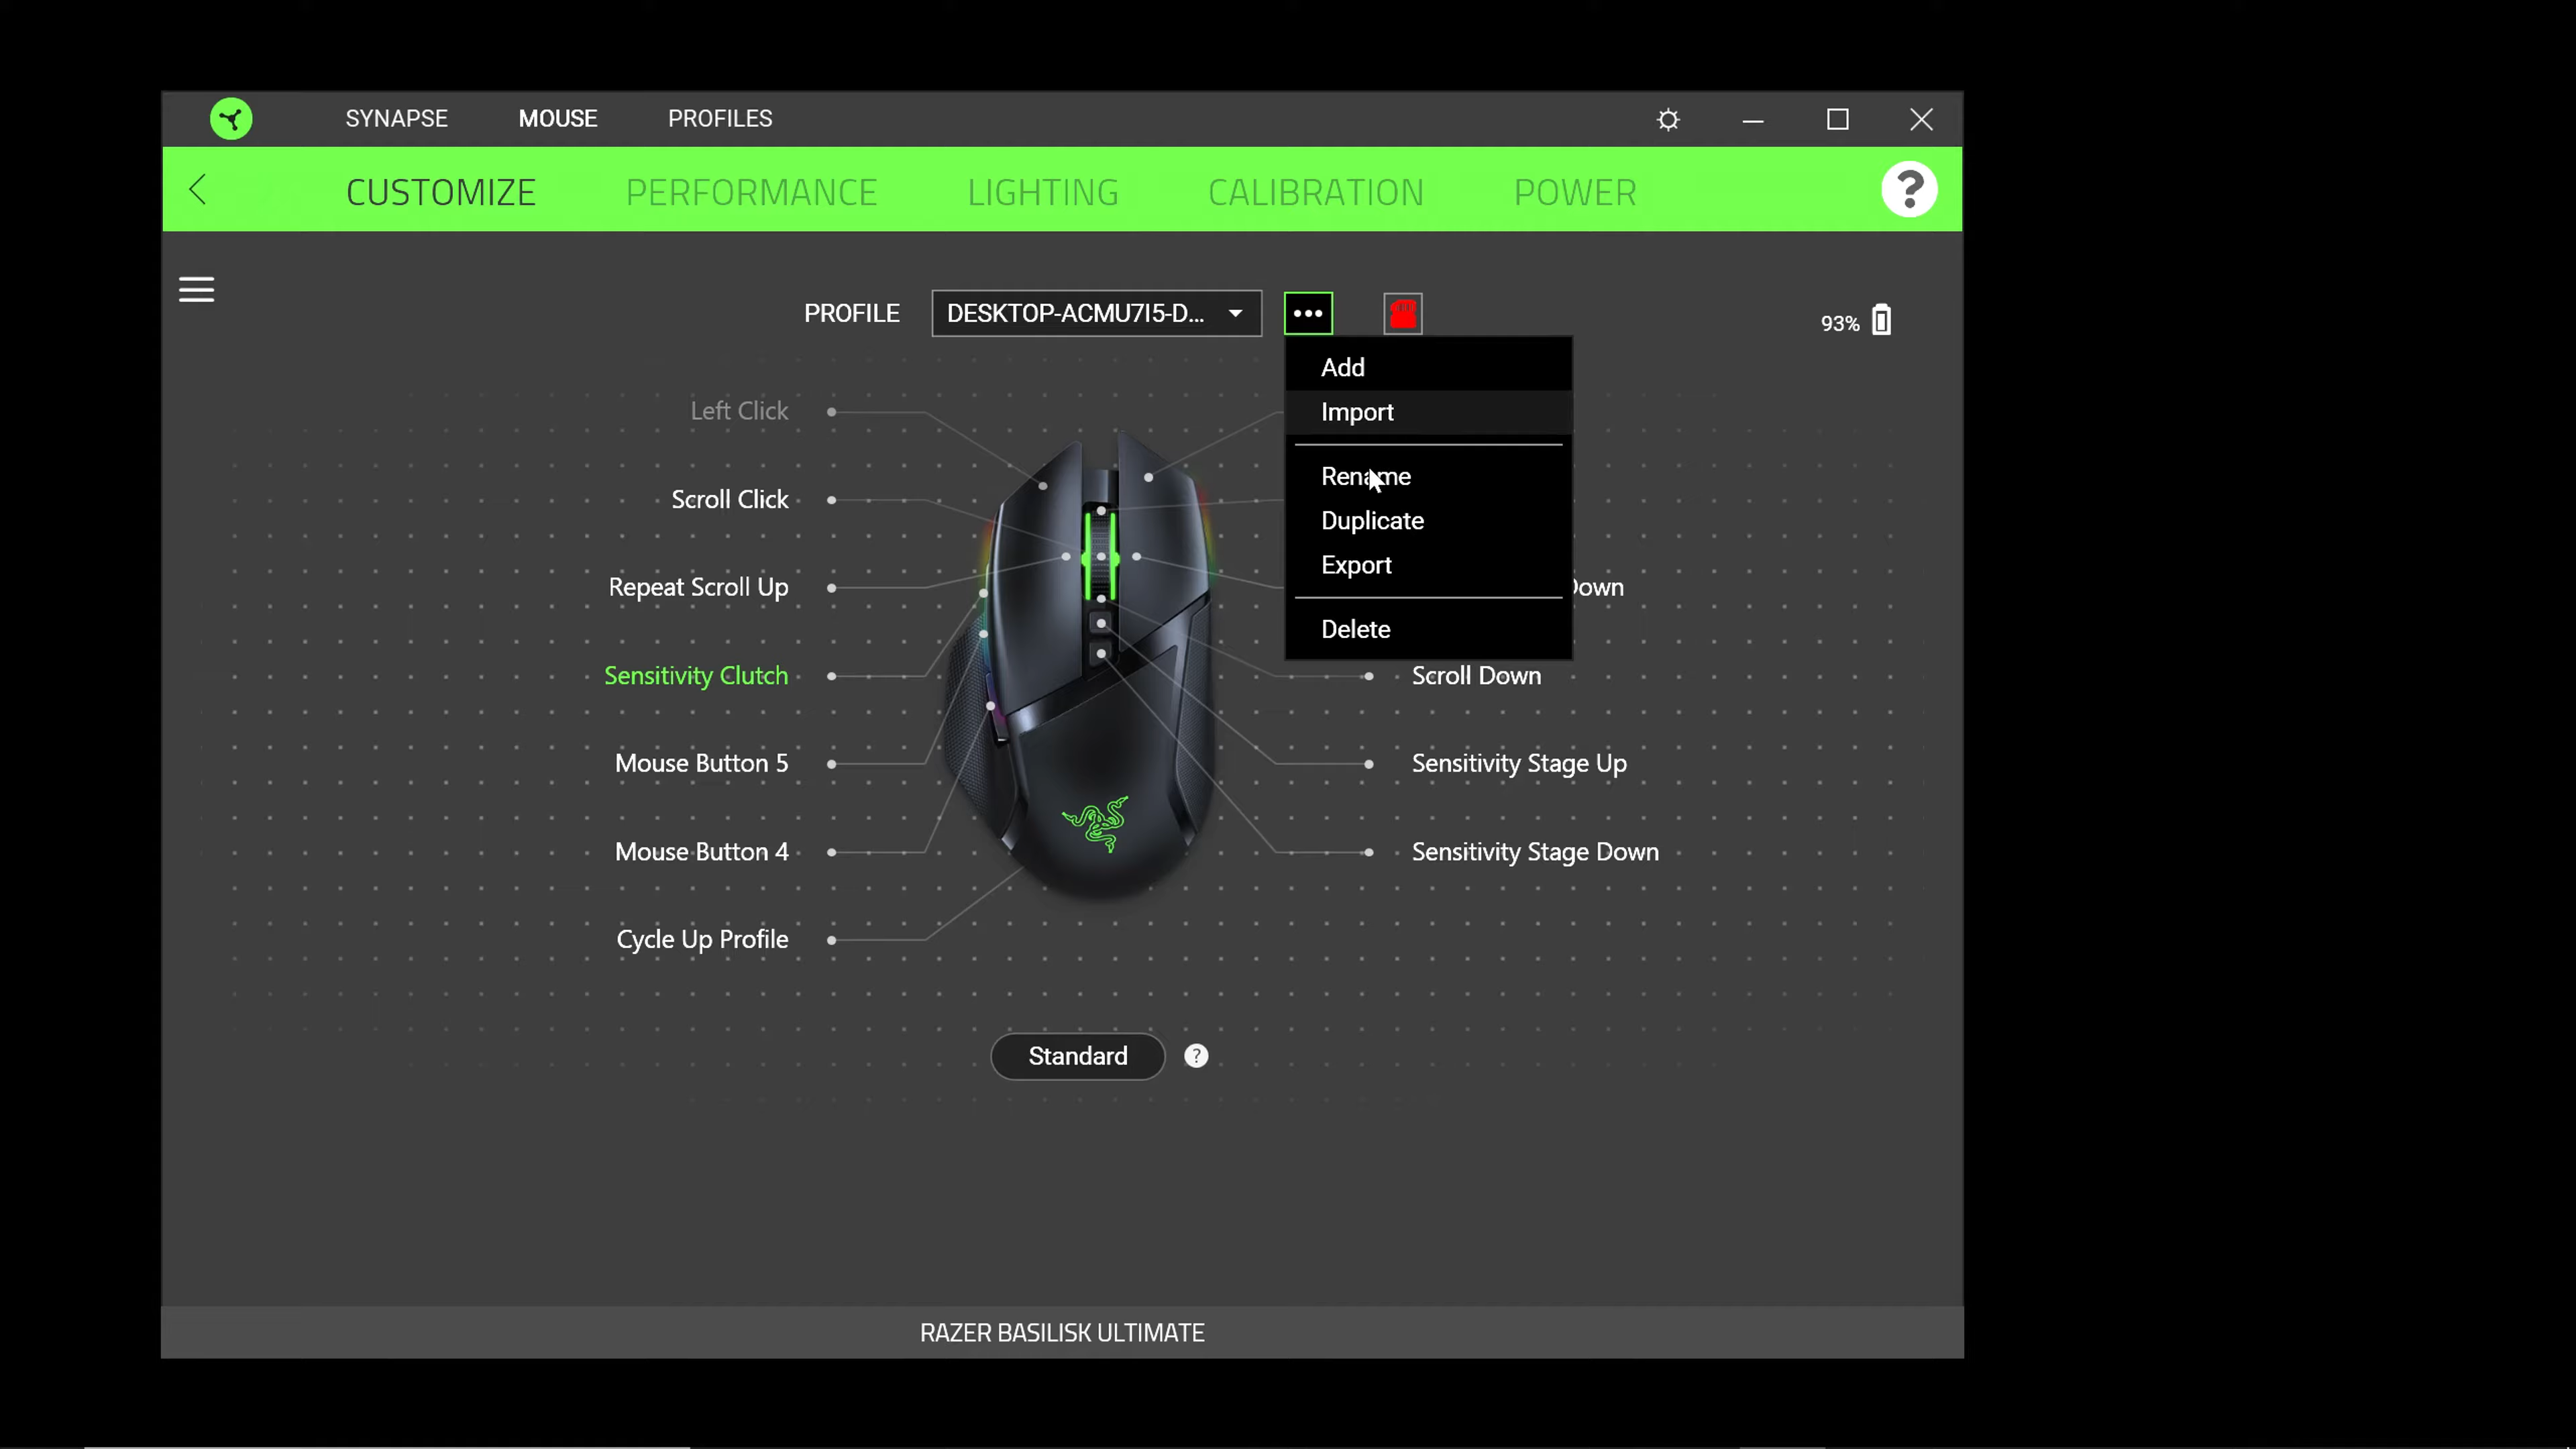 SYNAPSE MOUSE PROFILES
CUSTOMIZE PERFORMANCE LIGHTING CALIBRATION POWER ?
PROFILE DESKTOP-ACMU7I5-D... 93%
Add
Import
Rename
Duplicate
Export
Delete
Left Click
Scroll Click
Repeat Scroll Up
Sensitivity Clutch
Mouse Button 5
Mouse Button 4
Cycle Up Profile
Down
Scroll Down
Sensitivity Stage Up
Sensitivity Stage Down
Standard ?
RAZER BASILISK ULTIMATE